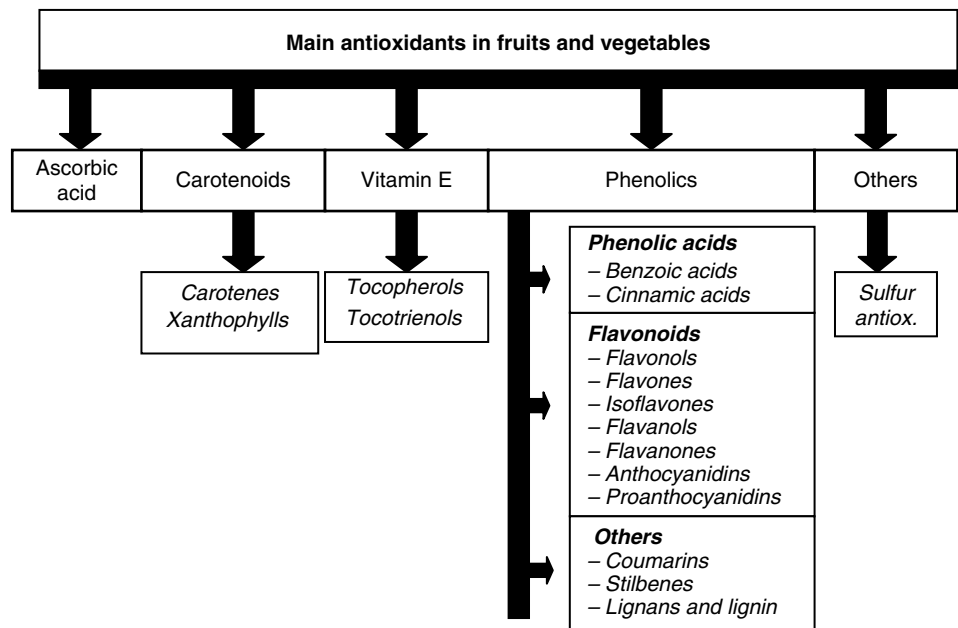 Main antioxidants in fruits and vegetables
Ascorbic
acid
Carotenoids
Vitamin E
Phenolics
Others
Carotenes
Xanthophylls
Tocopherols
Tocotrienols
Phenolic acids
– Benzoic acids
– Cinnamic acids
Flavonoids
– Flavonols
– Flavones
– Isoflavones
– Flavanols
– Flavanones
– Anthocyanidins
– Proanthocyanidins
Others
– Coumarins
– Stilbenes
– Lignans and lignin
Sulfur
antiox.